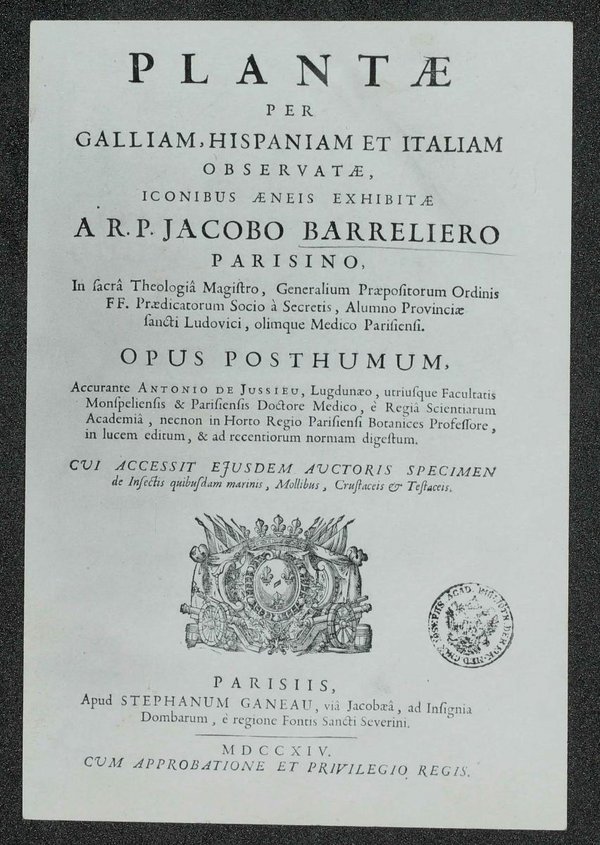 PLANTÆ
PER
GALLIAM, HISPANIAM ET ITALIAM
OBSERVATÆ,
ICONIBUS ÆNEIS EXHIBITÆ
A R. P. JACOBO BARRELIERO
PARISINO,
In ſacrâ Theologiâ Magiſtro, Generalium Præpoſitorum Ordinis
FF. Prædicatorum Socio à Secretis, Alumno Provinciæ
ſancti Ludovici, olimque Medico Pariſienſi.
OPUS POSTHUMUM,
Accurante ANTONIO DE JUSSIEU, Lugdunæo, utriuſque Facultatis
Monſpelienſis & Pariſienſis Doctore Medico, è Regiâ Scientiarum
Academiâ, necnon in Horto Regio Pariſienſi Botanices Profeſſore,
in lucem editum, & ad recentiorum normam digeſtum.
CVI ACCESSIT EJVSDEM AVCTORIS SPECIMEN
de Inſectis quibuſdam marinis, Mollibus, Cruſtaceis & Teſtaceis.
PARISIIS,
Apud STEPHANUM GANEAU, viâ Jacobæâ, ad Inſignia
Dombarum, è regione Fontis Sancti Severini.
MDCCXIV.
CVM APPROBATIONE ET PRIVILEGIO REGIS.